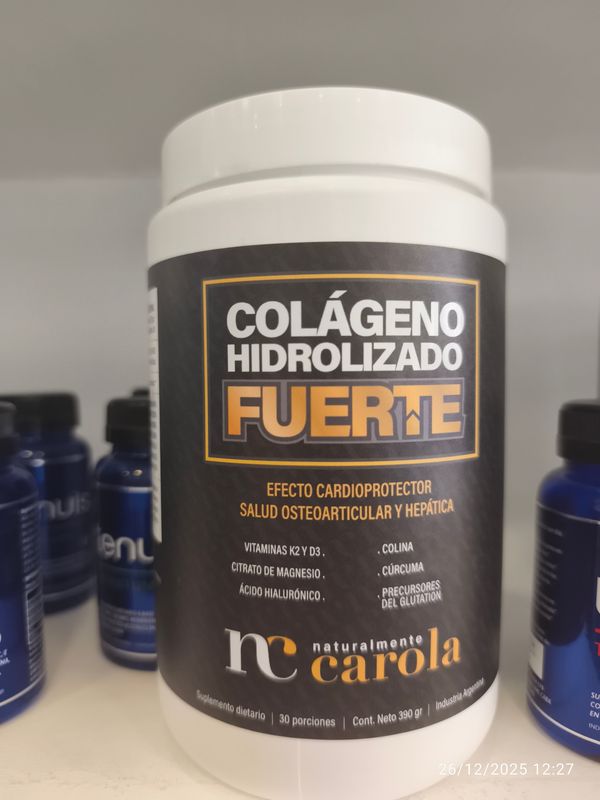 COLÁGENO
HIDROLIZADO
FUERTE
EFECTO CARDIOPROTECTOR
SALUD OSTEOARTICULAR Y HEPÁTICA
VITAMINAS K2 Y D3 .
CITRATO DE MAGNESIO .
ÁCIDO HIALURÓNICO .
. COLINA
. CÚRCUMA
. PRECURSORES
DEL GLUTATION
nc naturalmente
carola
Suplemento dietario | 30 porciones | Cont. Neto 390 gr | Industria Argentina
26/12/2025 12:27